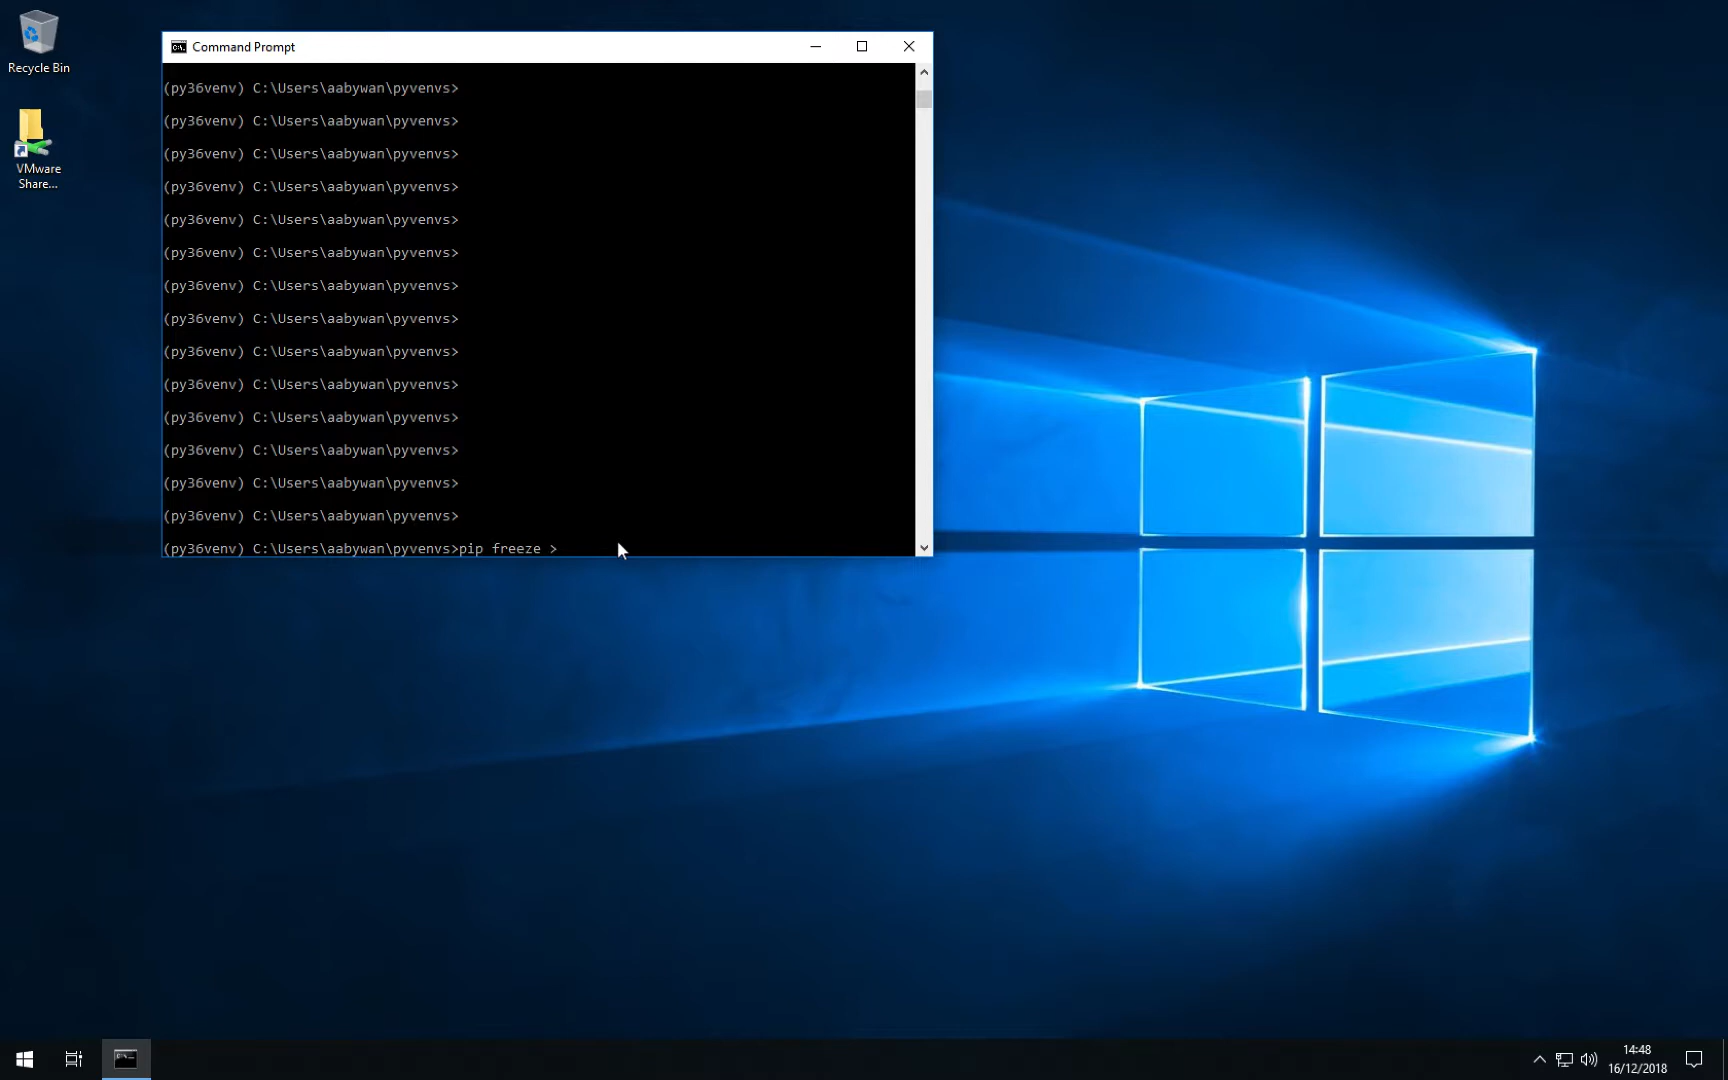 Recycle Bin
VMware
Share...
Command Prompt
(py36venv) C:\Users\aabywan\pyvenvs>
(py36venv) C:\Users\aabywan\pyvenvs>
(py36venv) C:\Users\aabywan\pyvenvs>
(py36venv) C:\Users\aabywan\pyvenvs>
(py36venv) C:\Users\aabywan\pyvenvs>
(py36venv) C:\Users\aabywan\pyvenvs>
(py36venv) C:\Users\aabywan\pyvenvs>
(py36venv) C:\Users\aabywan\pyvenvs>
(py36venv) C:\Users\aabywan\pyvenvs>
(py36venv) C:\Users\aabywan\pyvenvs>
(py36venv) C:\Users\aabywan\pyvenvs>
(py36venv) C:\Users\aabywan\pyvenvs>
(py36venv) C:\Users\aabywan\pyvenvs>
(py36venv) C:\Users\aabywan\pyvenvs>
(py36venv) C:\Users\aabywan\pyvenvs>pip freeze >
14:48
16/12/2018